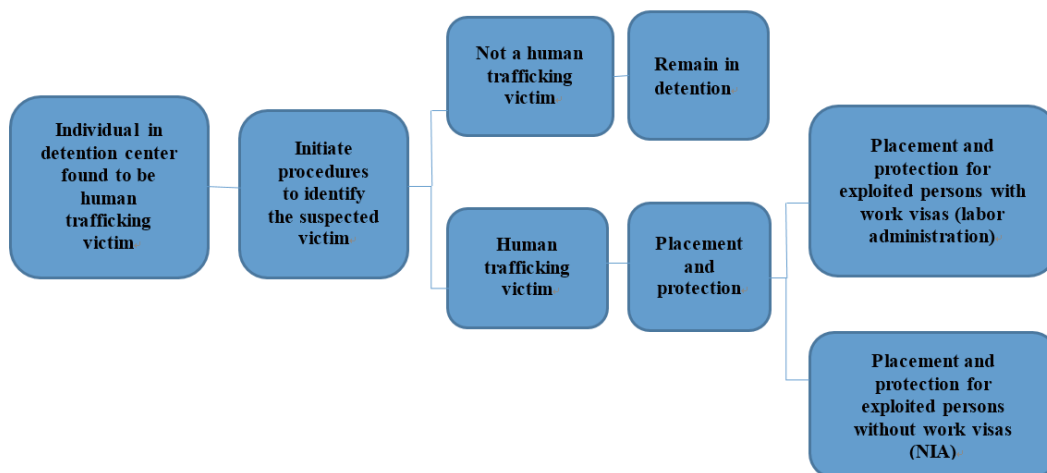 Individual in
detention center
found to be
human
trafficking
victim
Initiate
procedures
to identify
the suspected
victim
Not a human
trafficking
victim
Remain in
detention
Human
trafficking
victim
Placement
and
protection
Placement and
protection for
exploited persons with
work visas (labor
administration)
Placement and
protection for
exploited persons
without work visas
(NIA)